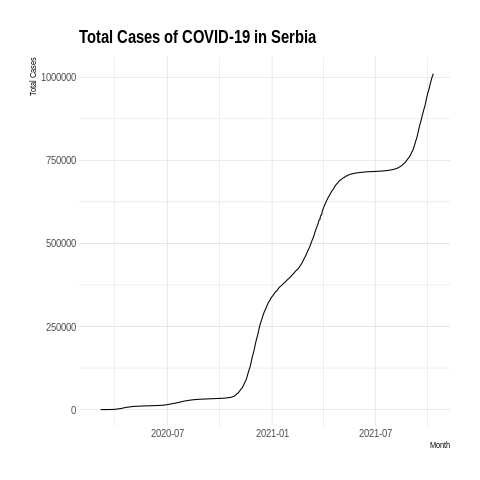 Total Cases of COVID-19 in Serbia
Total Cases
1000000
750000
500000
250000
0
2020-07
2021-01
2021-07
Month